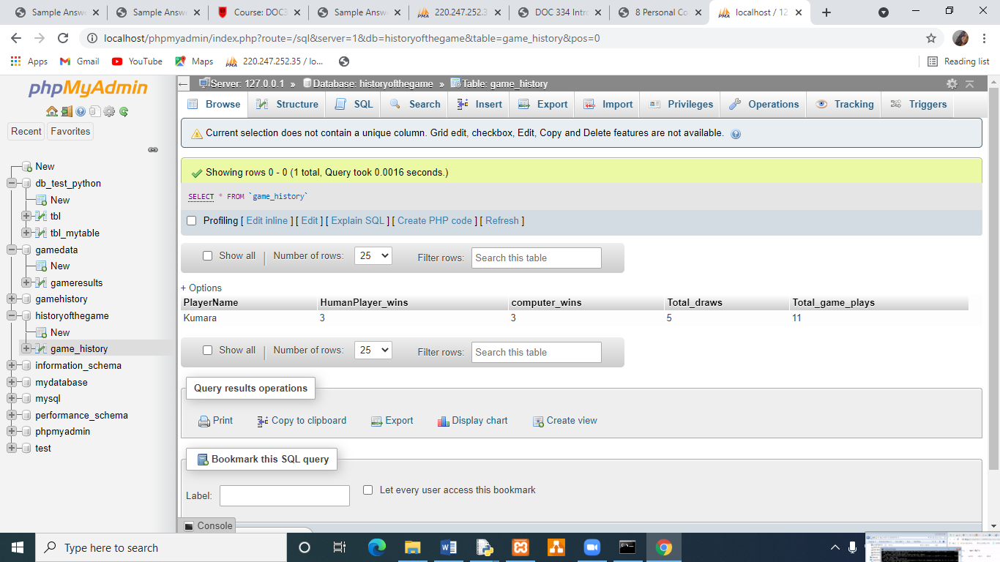 Sample Answe
Sample Answe
Course: DOC3
Sample Answe
220.247.252.3
DOC 334 Intro
8 Personal Co
localhost / 12
localhost/phpmyadmin/index.php?route=/sql&server=1&db=historyofthegame&table=game_history&pos=0
Apps
Gmail
YouTube
Maps
220.247.252.35 / lo...
Reading list
phpMyAdmin
Recent
Favorites
New
db_test_python
New
tbl
tbl_mytable
gamedata
New
gameresults
gamehistory
historyofthegame
New
game_history
information_schema
mydatabase
mysql
performance_schema
phpmyadmin
test
Server: 127.0.0.1 » Database: historyofthegame » Table: game_history
Browse Structure SQL Search Insert Export Import Privileges Operations Tracking Triggers
Current selection does not contain a unique column. Grid edit, checkbox, Edit, Copy and Delete features are not available.
Showing rows 0 - 0 (1 total, Query took 0.0016 seconds.)
SELECT * FROM `game_history`
Profiling [ Edit inline ] [ Edit ] [ Explain SQL ] [ Create PHP code ] [ Refresh ]
Show all | Number of rows: 25 Filter rows: Search this table
+ Options
PlayerName HumanPlayer_wins computer_wins Total_draws Total_game_plays
Kumara 3 3 5 11
Show all | Number of rows: 25 Filter rows: Search this table
Query results operations
Print Copy to clipboard Export Display chart Create view
Bookmark this SQL query
Label: Let every user access this bookmark
Console
Type here to search